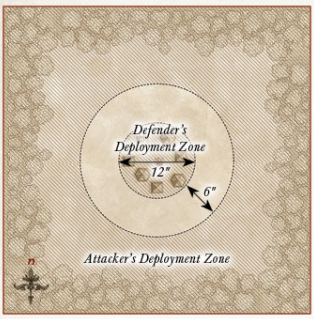 Defender's
Deployment Zone
12"
6"
Attacker's Deployment Zone
n